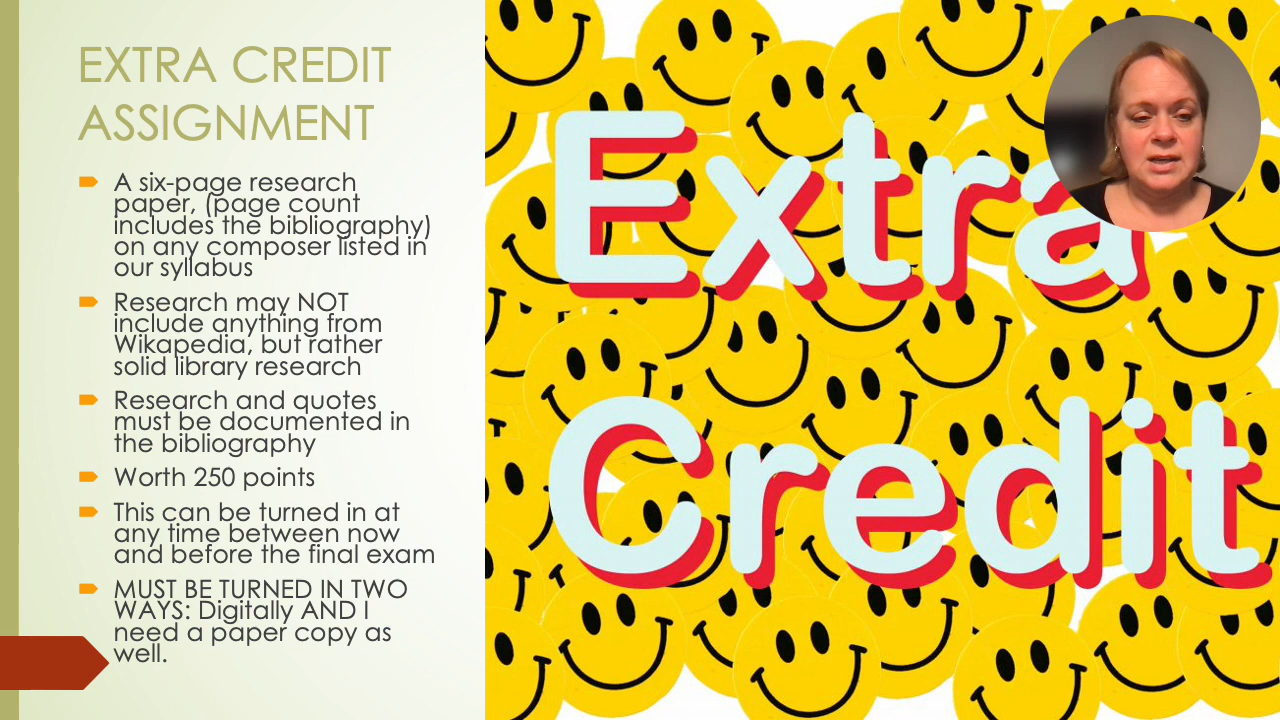 EXTRA CREDIT
ASSIGNMENT
A six-page research
paper, (page count
includes the bibliography)
on any composer listed in
our syllabus
Research may NOT
include anything from
Wikapedia, but rather
solid library research
Research and quotes
must be documented in
the bibliography
Worth 250 points
This can be turned in at
any time between now
and before the final exam
MUST BE TURNED IN TWO
WAYS: Digitally AND I
need a paper copy as
well.
Extra
Credit